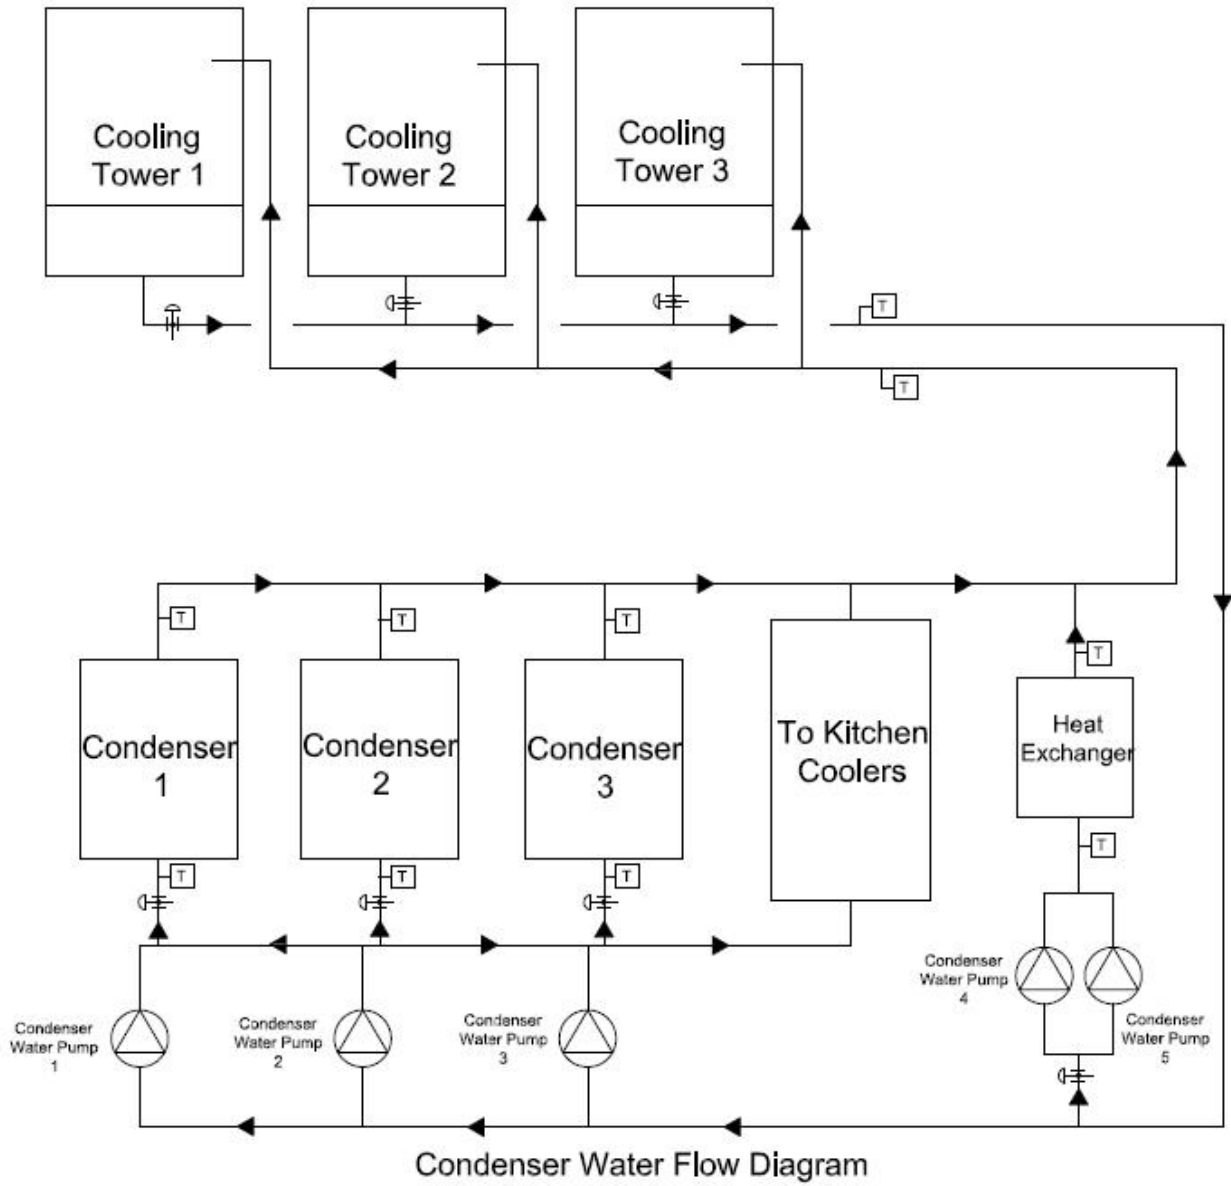 Cooling
Tower 1
Cooling
Tower 2
Cooling
Tower 3
T
T
T
T
T
T
Condenser
1
Condenser
2
Condenser
3
To Kitchen
Coolers
Heat
Exchanger
T
T
T
T
Condenser
Water Pump
1
Condenser
Water Pump
2
Condenser
Water Pump
3
Condenser
Water Pump
4
Condenser
Water Pump
5
Condenser Water Flow Diagram